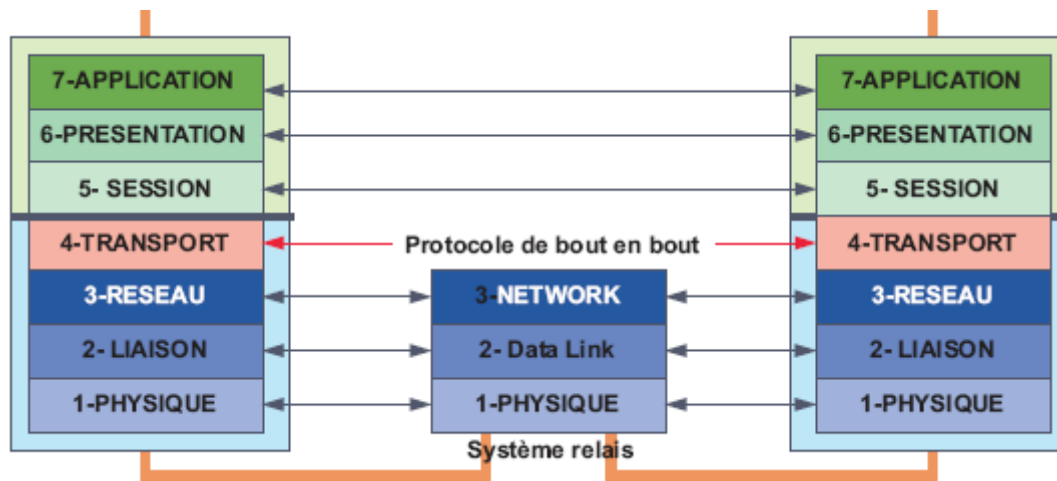 7-APPLICATION
6-PRESENTATION
5- SESSION
4-TRANSPORT
3-RESEAU
2- LIAISON
1-PHYSIQUE
Protocole de bout en bout
3-NETWORK
2- Data Link
1-PHYSIQUE
Système relais
7-APPLICATION
6-PRESENTATION
5- SESSION
4-TRANSPORT
3-RESEAU
2- LIAISON
1-PHYSIQUE